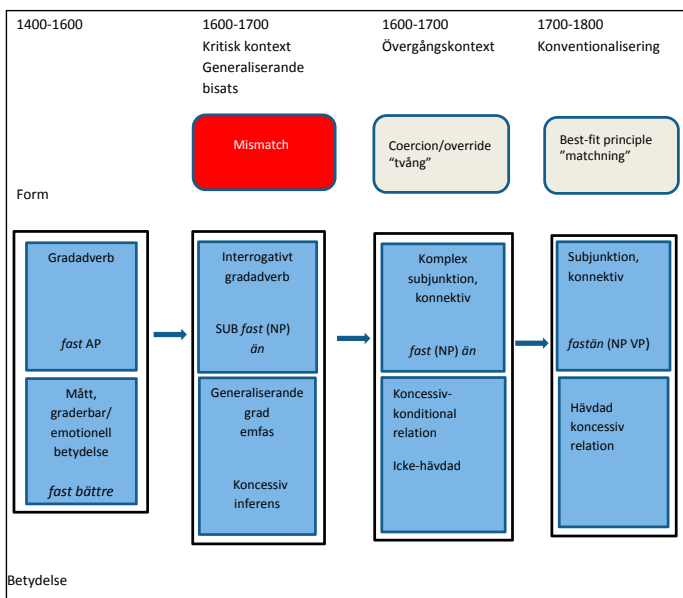 1400-1600
1600-1700
Kritisk kontext
Generaliserande
bisats
1600-1700
Övergångskontext
1700-1800
Konventionalisering
Mismatch
Coercion/override
“tvång”
Best-fit principle
”matchning”
Form
Gradadverb
fast AP
Interrogativt
gradadverb
SUB fast (NP)
än
Komplex
subjunktion,
konnektiv
fast (NP) än
Subjunktion,
konnektiv
fastän (NP VP)
Mått,
graderbar/
emotionell
betydelse
fast bättre
Generaliserande
grad
emfas
Koncessiv
inferens
Koncessiv-
konditional
relation
Icke-hävdad
Hävdad
koncessiv
relation
Betydelse